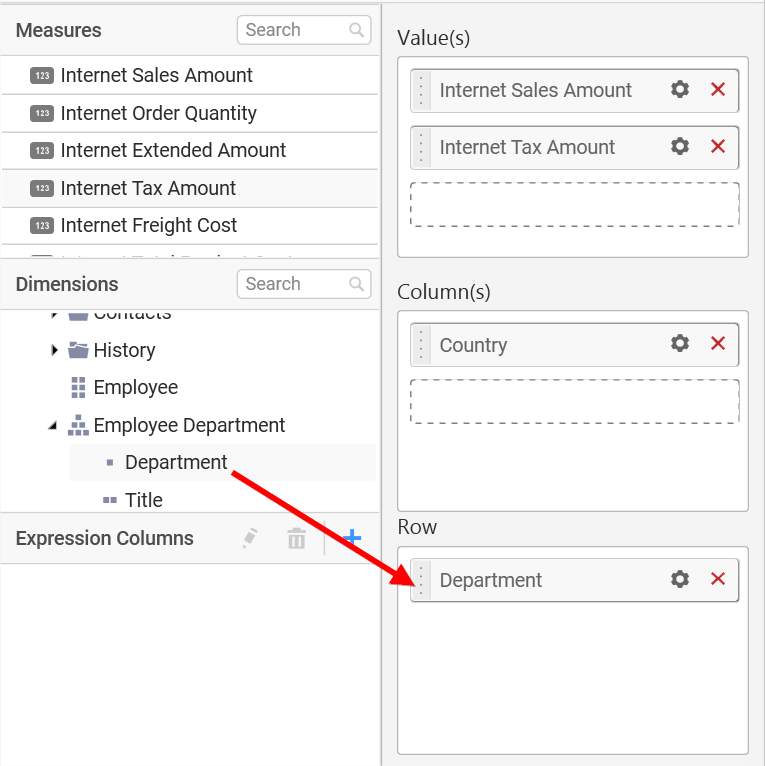 Measures
Search
123 Internet Sales Amount
123 Internet Order Quantity
123 Internet Extended Amount
123 Internet Tax Amount
123 Internet Freight Cost
Dimensions
Search
Contacts
History
Employee
Employee Department
Department
Title
Expression Columns
Value(s)
Internet Sales Amount
Internet Tax Amount
Column(s)
Country
Row
Department